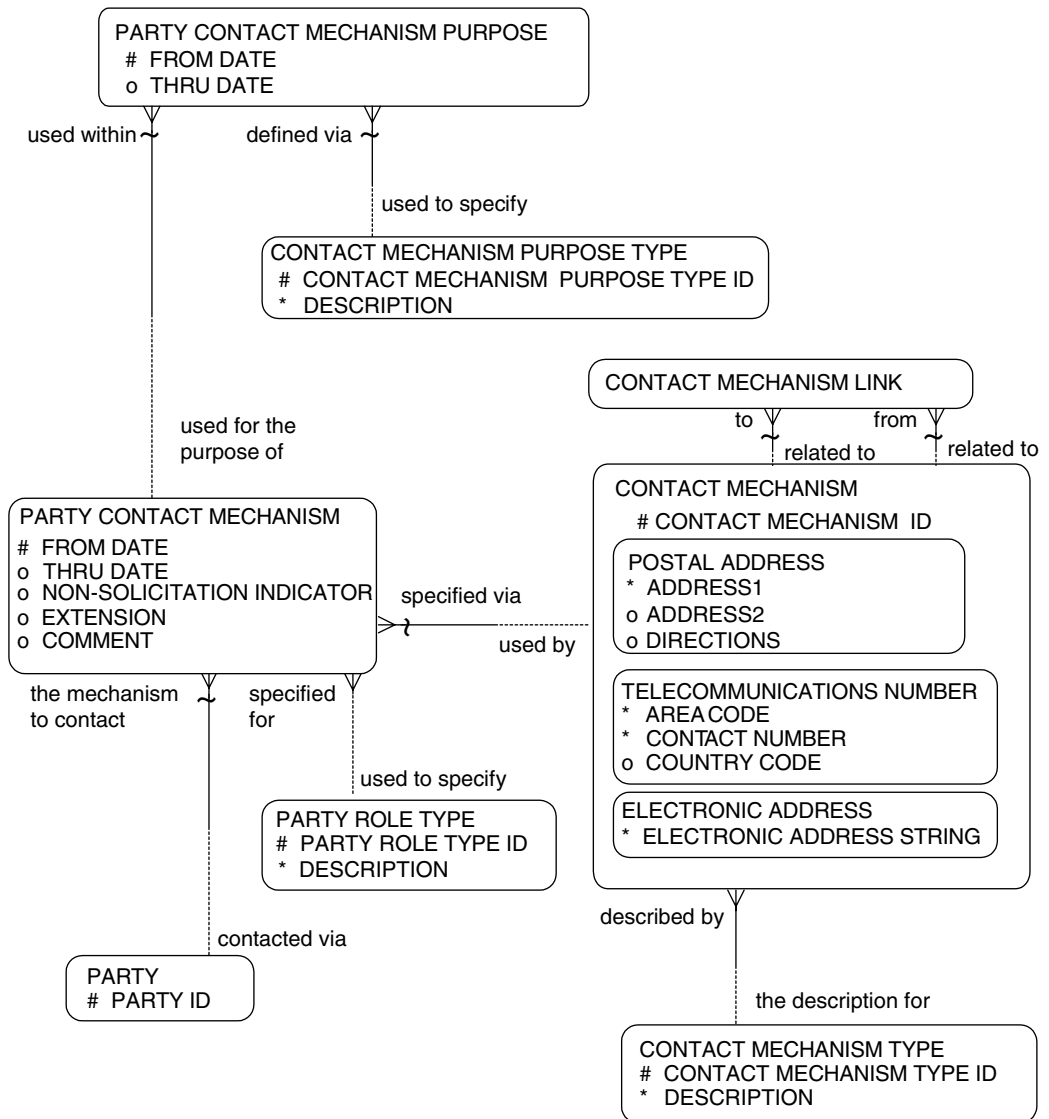 PARTY CONTACT MECHANISM PURPOSE
# FROM DATE
o THRU DATE
used within
defined via
used to specify
CONTACT MECHANISM PURPOSE TYPE
# CONTACT MECHANISM PURPOSE TYPE ID
* DESCRIPTION
used for the
purpose of
CONTACT MECHANISM LINK
to
from
related to
related to
PARTY CONTACT MECHANISM
# FROM DATE
o THRU DATE
o NON-SOLICITATION INDICATOR
o EXTENSION
o COMMENT
specified via
used by
CONTACT MECHANISM
# CONTACT MECHANISM ID
POSTAL ADDRESS
* ADDRESS1
o ADDRESS2
o DIRECTIONS
TELECOMMUNICATIONS NUMBER
* AREA CODE
* CONTACT NUMBER
o COUNTRY CODE
ELECTRONIC ADDRESS
* ELECTRONIC ADDRESS STRING
the mechanism
to contact
specified
for
used to specify
PARTY ROLE TYPE
# PARTY ROLE TYPE ID
* DESCRIPTION
contacted via
PARTY
# PARTY ID
described by
the description for
CONTACT MECHANISM TYPE
# CONTACT MECHANISM TYPE ID
* DESCRIPTION